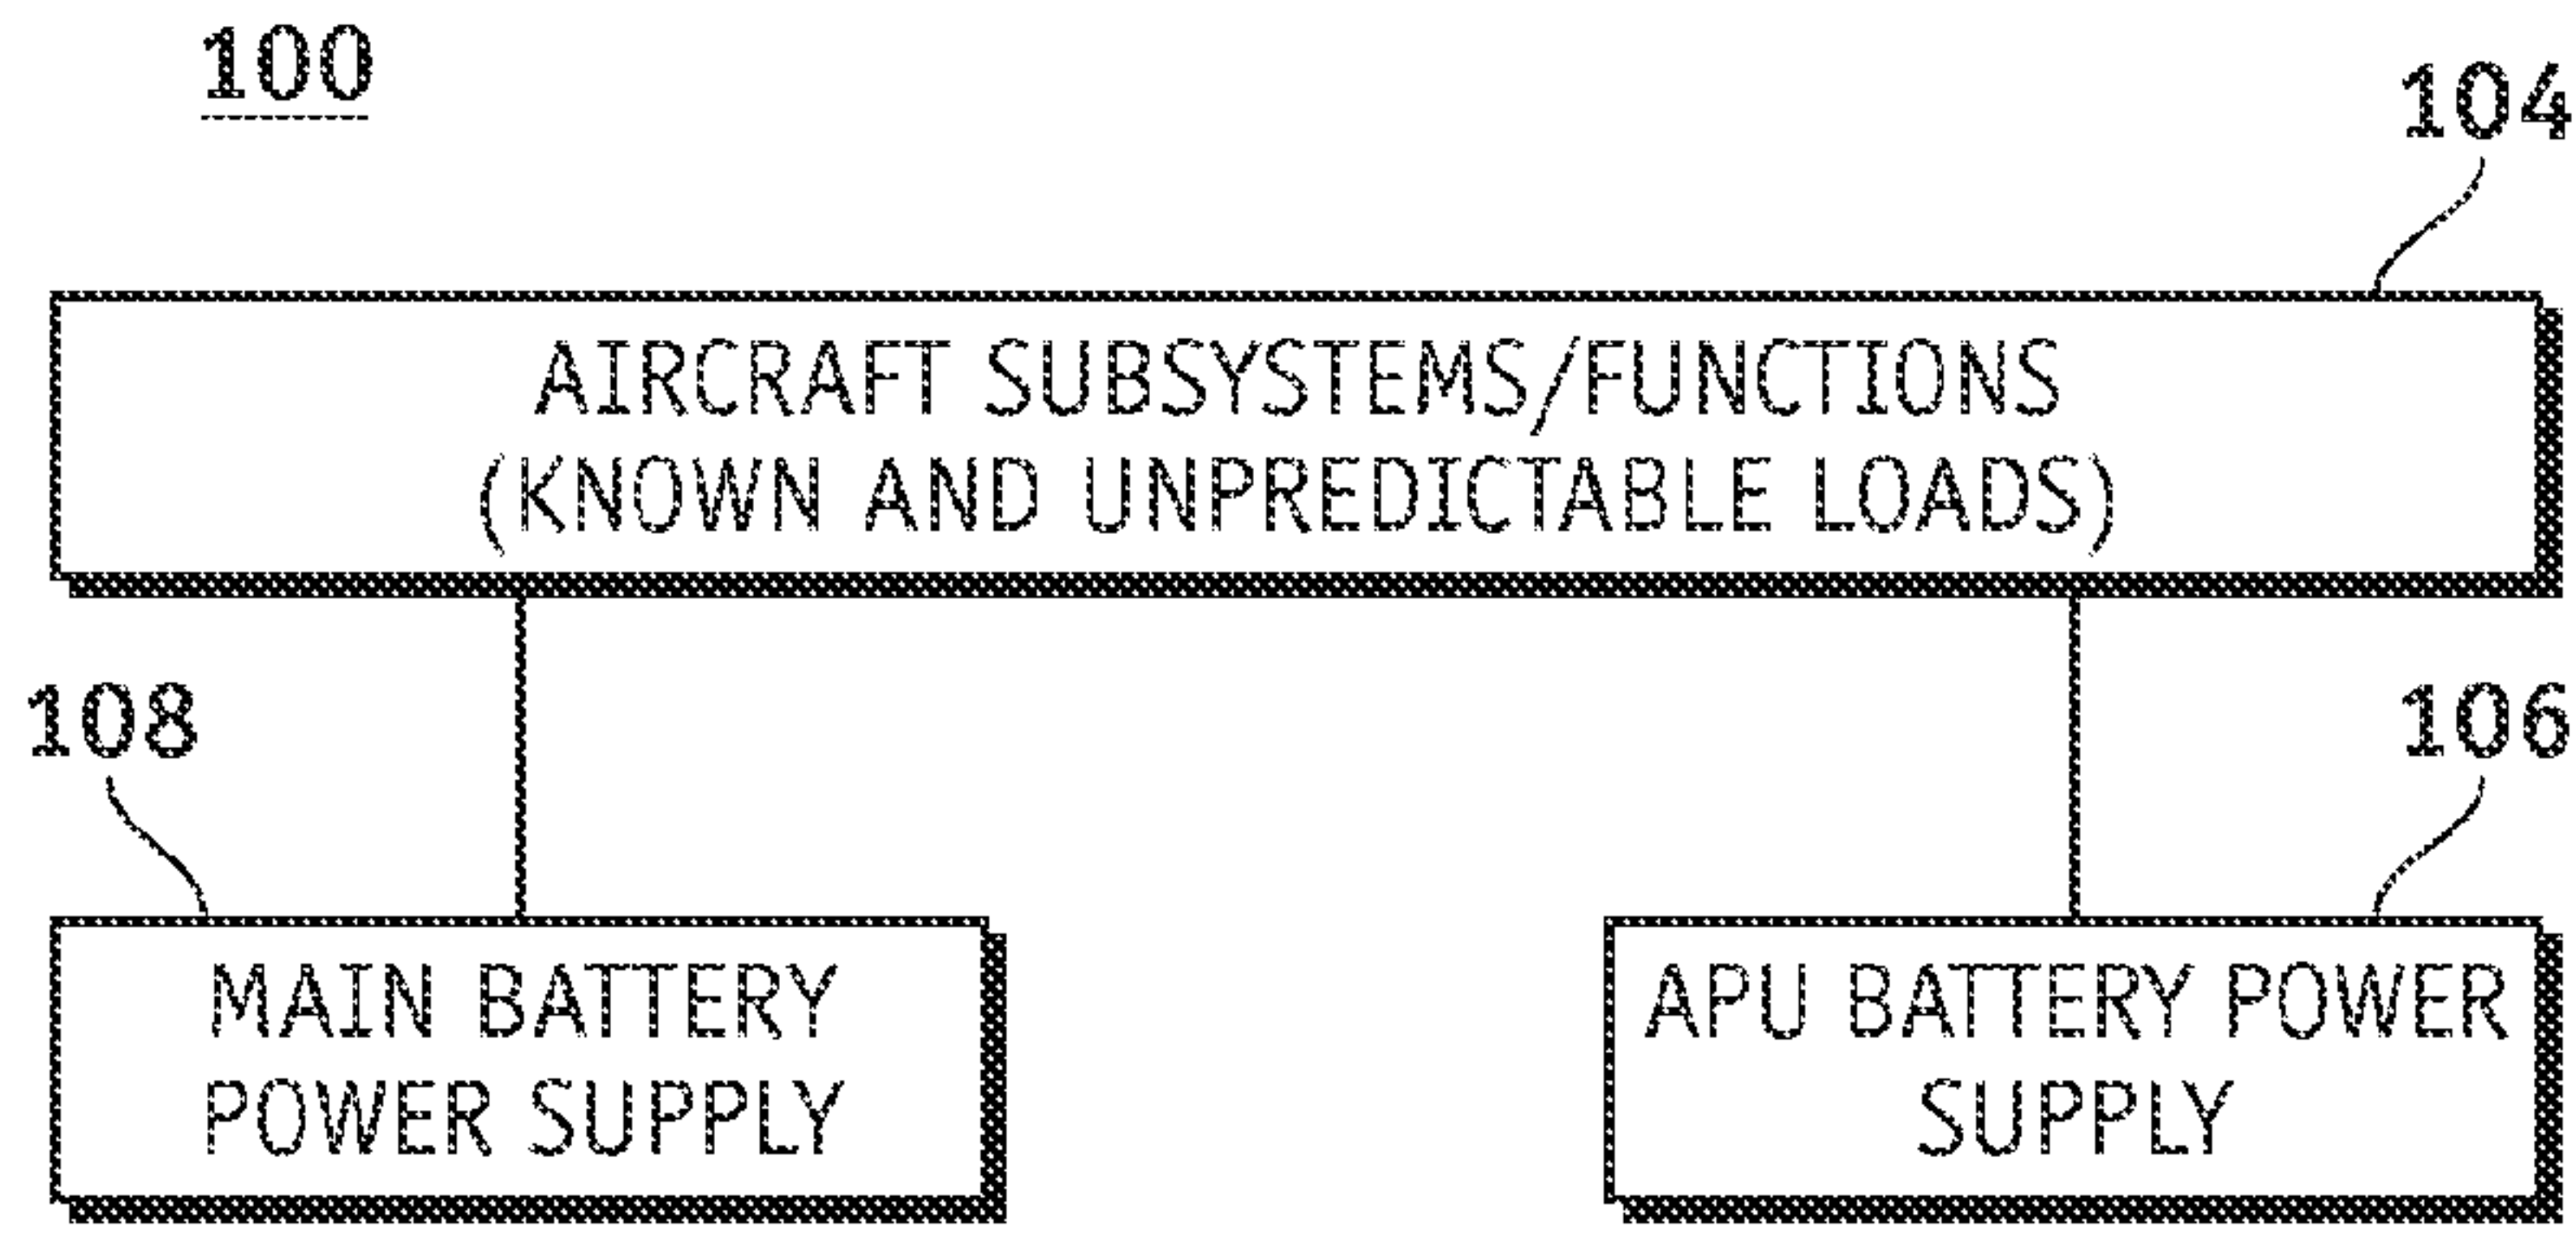 100
104
AIRCRAFT SUBSYSTEMS/FUNCTIONS
(KNOWN AND UNPREDICTABLE LOADS)
108
106
MAIN BATTERY
POWER SUPPLY
APU BATTERY POWER
SUPPLY